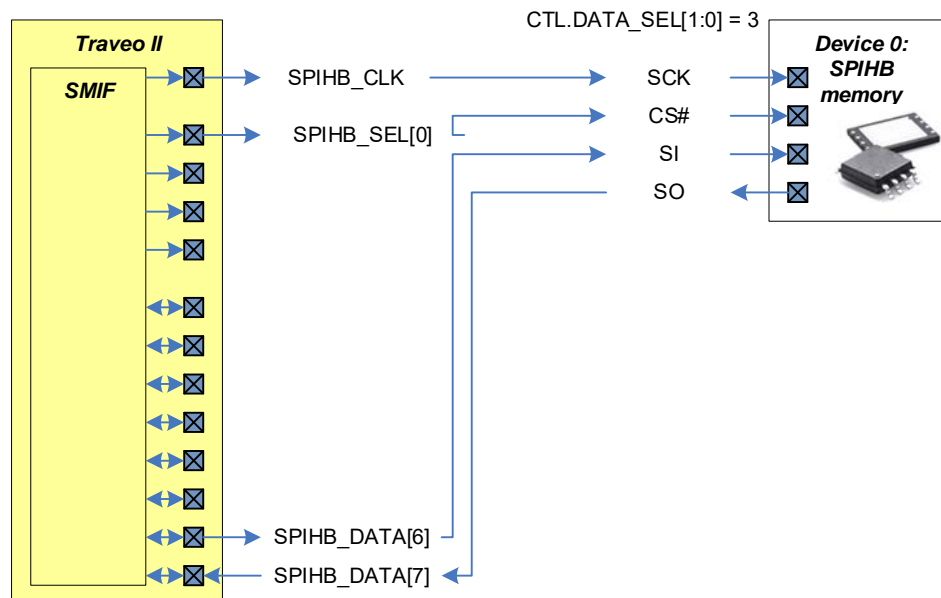 CTL.DATA_SEL[1:0] = 3
Traveo II
SMIF
Device 0:
SPIHB
memory
SPIHB_CLK
SCK
SPIHB_SEL[0]
CS#
SI
SO
SPIHB_DATA[6]
SPIHB_DATA[7]